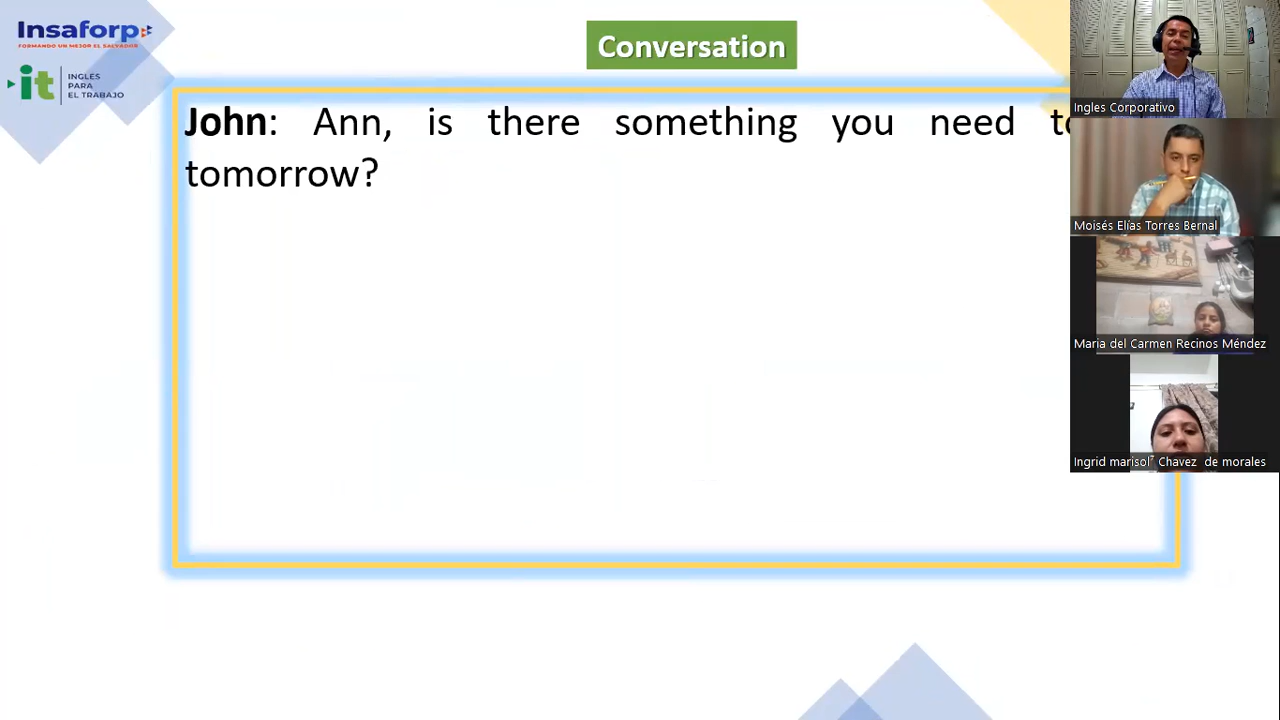 Insaforp
FORMANDO UN MEJOR EL SALVADOR
it
INGLES
PARA
EL TRABAJO
Conversation
John: Ann, is there something you need
tomorrow?
Ingles Corporativo
Moisés Elías Torres Bernal
Maria del Carmen Recinos Méndez
Ingrid marisol Chavez de morales